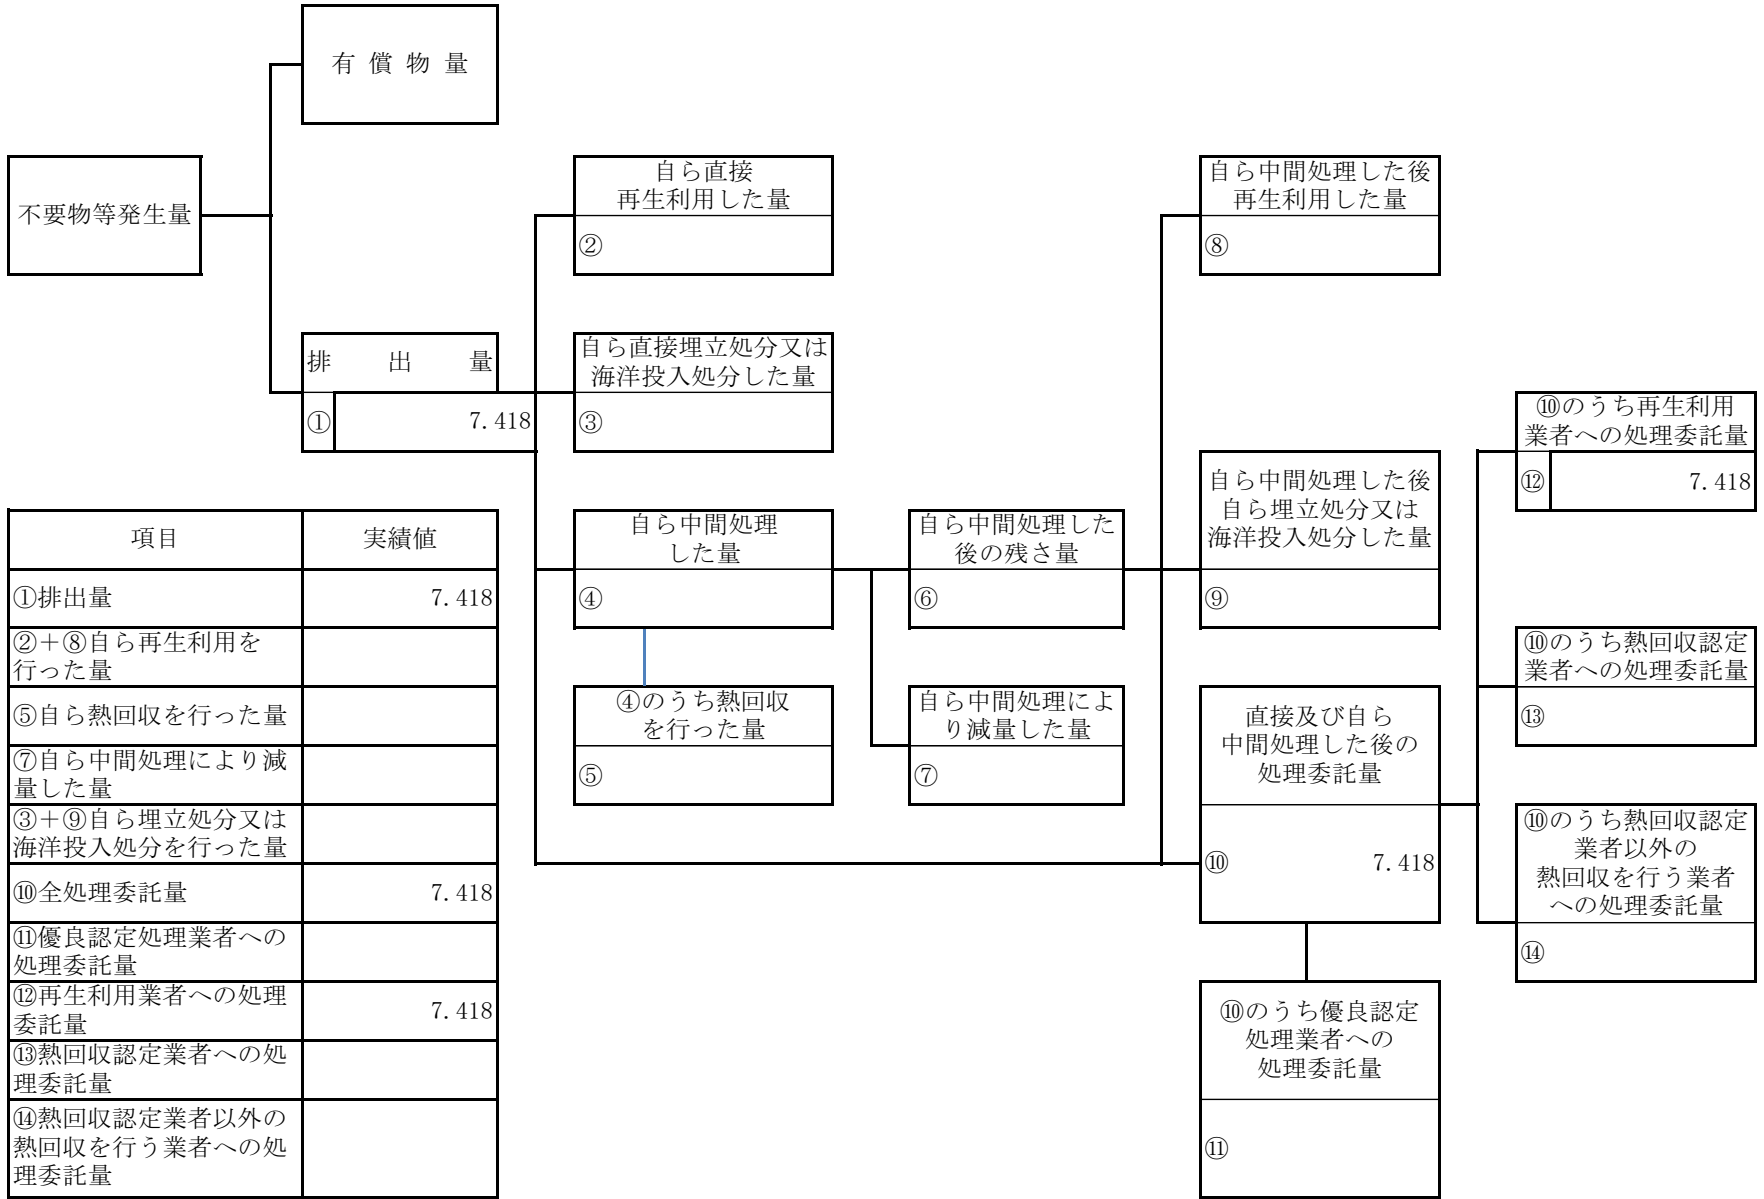 有償物量
不要物等発生量
排出量
①
7.418
自ら直接
再生利用した量
②
自ら直接埋立処分又は
海洋投入処分した量
③
自ら中間処理
した量
④
④のうち熱回収
を行った量
⑤
自ら中間処理した
後の残さ量
⑥
自ら中間処理によ
り減量した量
⑦
自ら中間処理した後
再生利用した量
⑧
自ら中間処理した後
自ら埋立処分又は
海洋投入処分した量
⑨
直接及び自ら
中間処理した後の
処理委託量
⑩
7.418
⑩のうち優良認定
処理業者への
処理委託量
⑪
⑩のうち再生利用
業者への処理委託量
⑫
7.418
⑩のうち熱回収認定
業者への処理委託量
⑬
⑩のうち熱回収認定
業者以外の
熱回収を行う業者
への処理委託量
⑭
項目
実績値
①排出量
7.418
②＋⑧自ら再生利用を
行った量
⑤自ら熱回収を行った量
⑦自ら中間処理により減
量した量
③＋⑨自ら埋立処分又は
海洋投入処分を行った量
⑩全処理委託量
7.418
⑪優良認定処理業者への
処理委託量
⑫再生利用業者への処理
委託量
7.418
⑬熱回収認定業者への処
理委託量
⑭熱回収認定業者以外の
熱回収を行う業者への処
理委託量